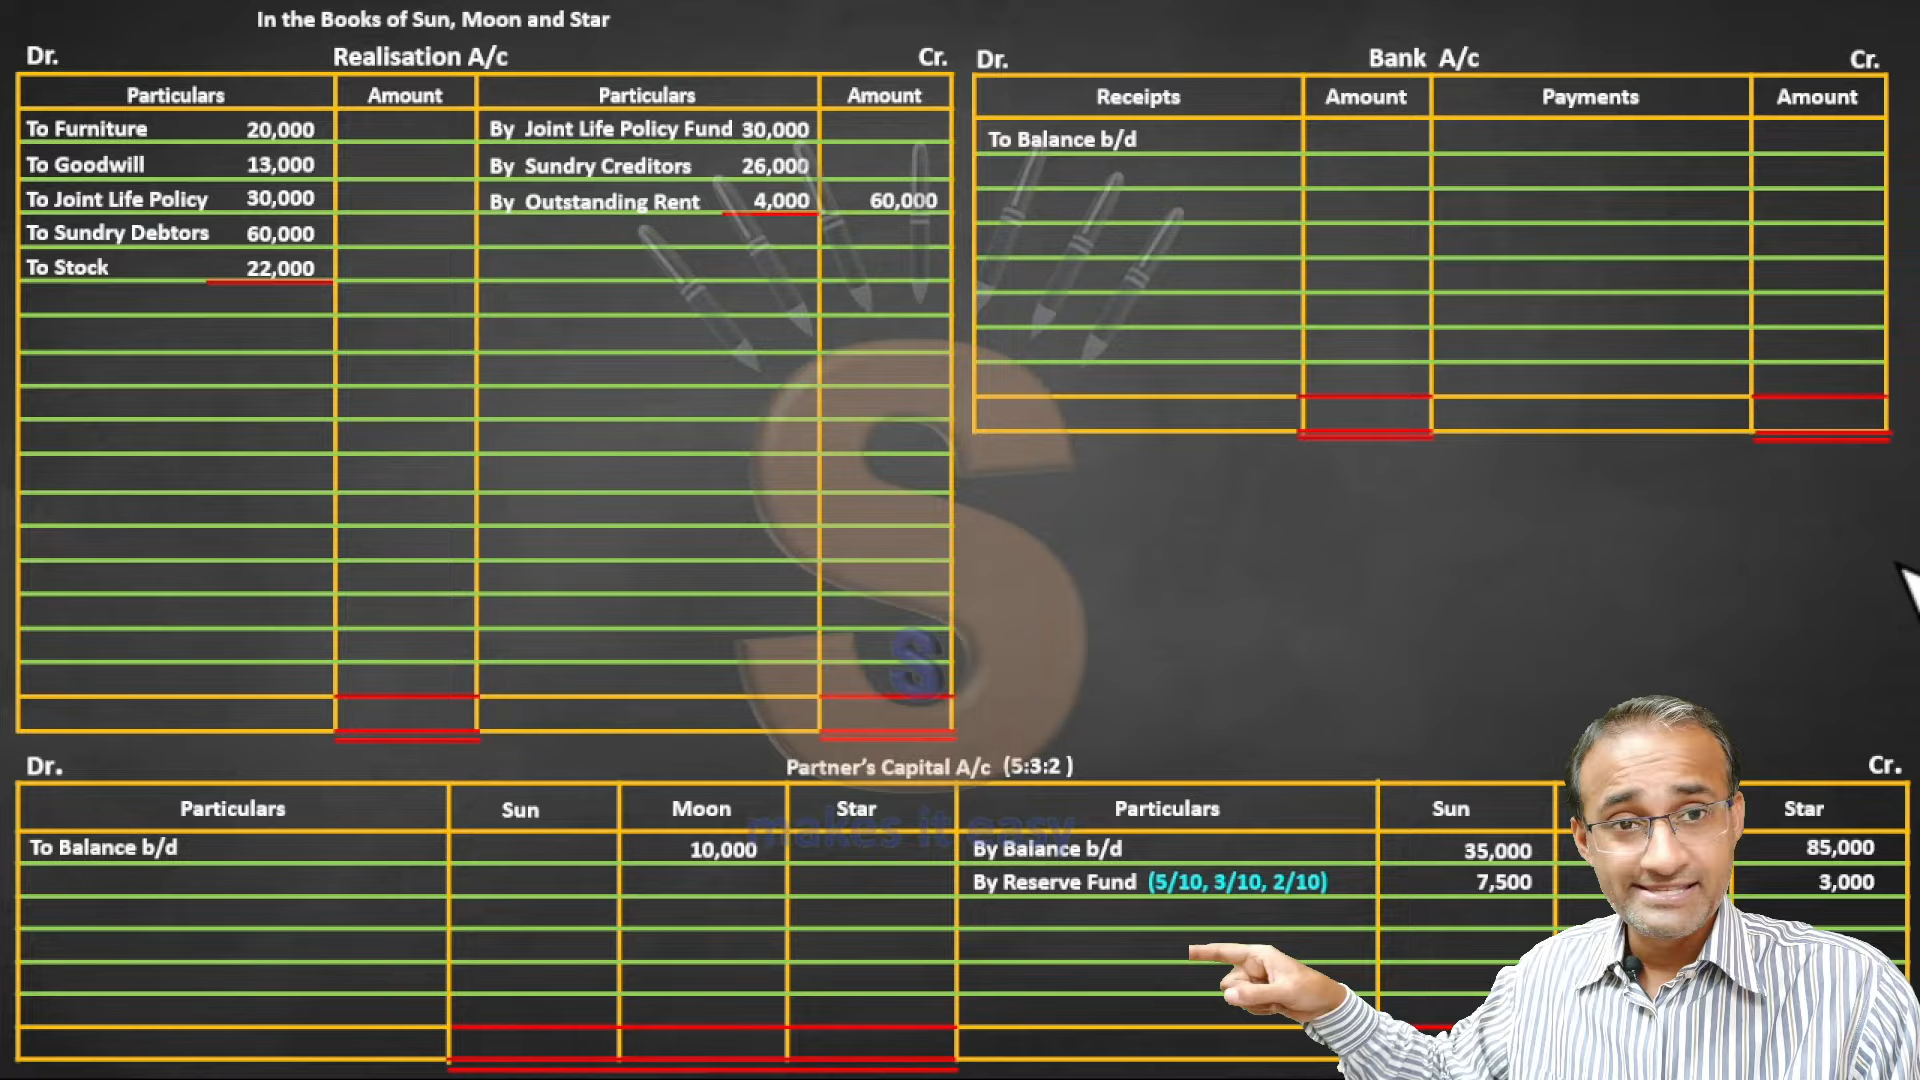 In the Books of Sun, Moon and Star
Dr. Realisation A/c Cr.
Particulars Amount Particulars Amount
To Furniture 20,000 By Joint Life Policy Fund 30,000
To Goodwill 13,000 By Sundry Creditors 26,000
To Joint Life Policy 30,000 By Outstanding Rent 4,000 60,000
To Sundry Debtors 60,000
To Stock 22,000
Dr. Bank A/c Cr.
Receipts Amount Payments Amount
To Balance b/d
S
S
makes it easy
Dr. Partner's Capital A/c (5:3:2 ) Cr.
Particulars Sun Moon Star Particulars Sun Star
To Balance b/d 10,000 By Balance b/d 35,000 85,000
By Reserve Fund (5/10, 3/10, 2/10) 7,500 3,000